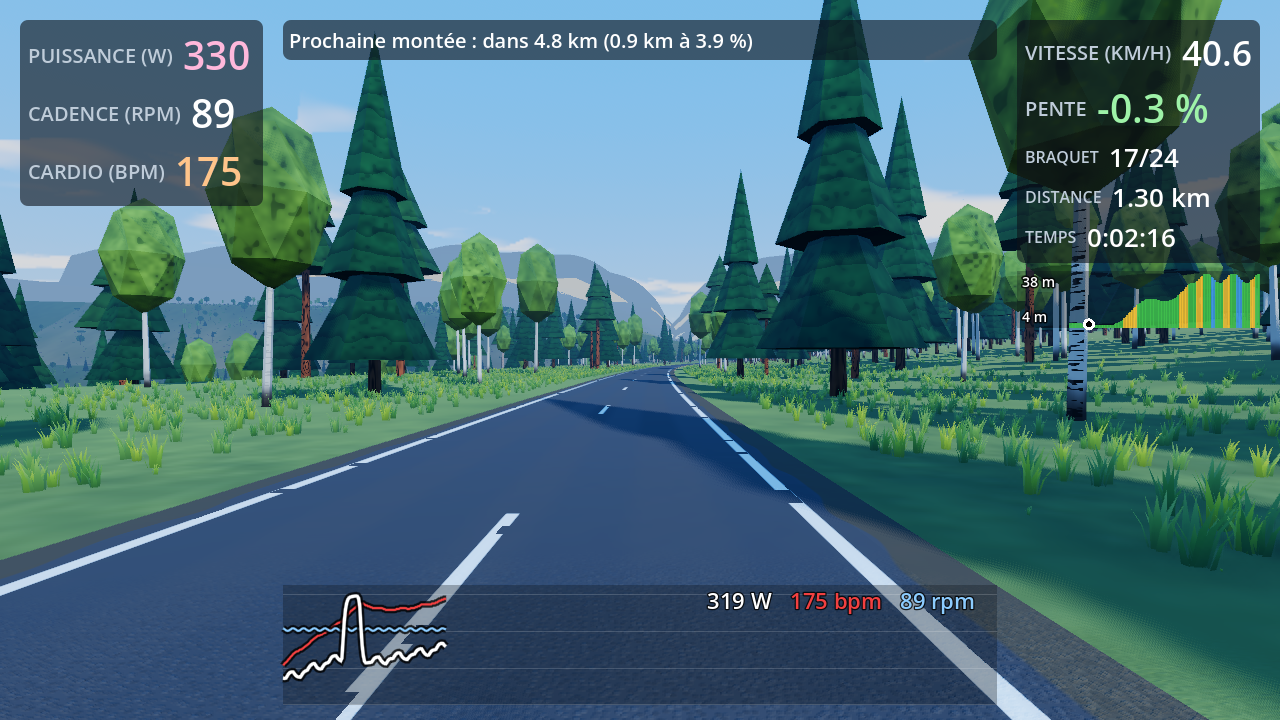 PUISSANCE (W) 330
CADENCE (RPM) 89
CARDIO (BPM) 175
Prochaine montée : dans 4.8 km (0.9 km à 3.9 %)
VITESSE (KM/H) 40.6
PENTE -0.3 %
BRAQUET 17/24
DISTANCE 1.30 km
TEMPS 0:02:16
38 m
4 m
319 W 175 bpm 89 rpm